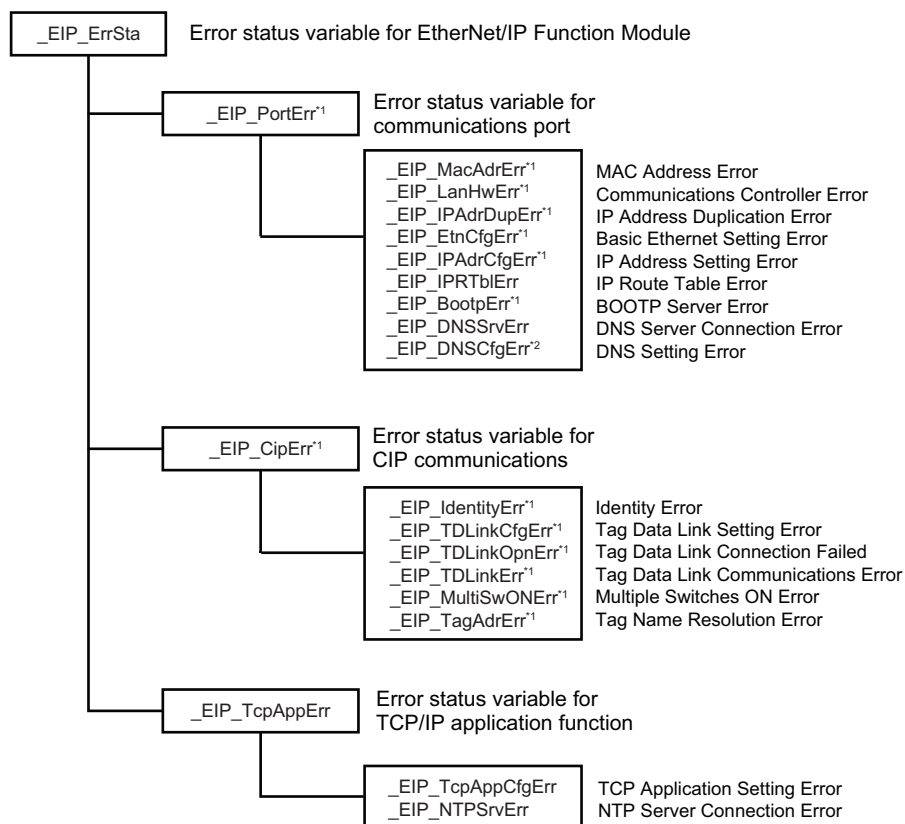 _EIP_ErrSta Error status variable for EtherNet/IP Function Module
_EIP_PortErr*1 Error status variable for
communications port
_EIP_MacAdrErr*1 MAC Address Error
_EIP_LanHwErr*1 Communications Controller Error
_EIP_IPAdrDupErr*1 IP Address Duplication Error
_EIP_EtnCfgErr*1 Basic Ethernet Setting Error
_EIP_IPAdrCfgErr*1 IP Address Setting Error
_EIP_IPRTblErr IP Route Table Error
_EIP_BootpErr*1 BOOTP Server Error
_EIP_DNSSrvErr DNS Server Connection Error
_EIP_DNSCfgErr*2 DNS Setting Error
_EIP_CipErr*1 Error status variable for
CIP communications
_EIP_IdentityErr*1 Identity Error
_EIP_TDLinkCfgErr*1 Tag Data Link Setting Error
_EIP_TDLinkOpnErr*1 Tag Data Link Connection Failed
_EIP_TDLinkErr*1 Tag Data Link Communications Error
_EIP_MultiSwONErr*1 Multiple Switches ON Error
_EIP_TagAdrErr*1 Tag Name Resolution Error
_EIP_TcpAppErr Error status variable for
TCP/IP application function
_EIP_TcpAppCfgErr TCP Application Setting Error
_EIP_NTPSrvErr NTP Server Connection Error